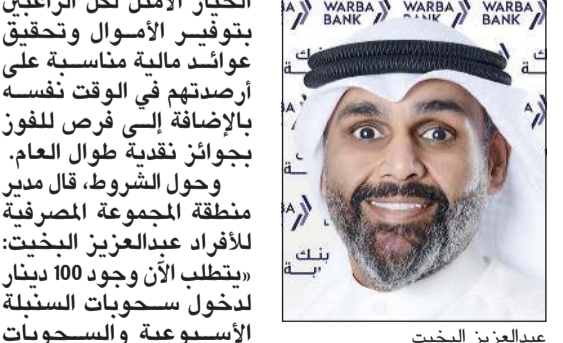 الخيار الأمثل لكل الراغبين
بتوفير الأموال وتحقيق
عوائد مالية مناسبة على
أرصدتهم في الوقت نفسه
بالإضافة إلى فرص للفوز
بجوائز نقدية طوال العام.
وحول الشروط، قال مدير
منطقة المجموعة المصرفية
للأفراد عبدالعزيز البخيت:
«يتطلب الآن وجود 100 دينار
لدخول سحوبات السنبلة
الأسبوعية والسحوبات
WARBA BANK
WARBA BANK
WARBA BANK
بنك
عبدالعزيز البخيت